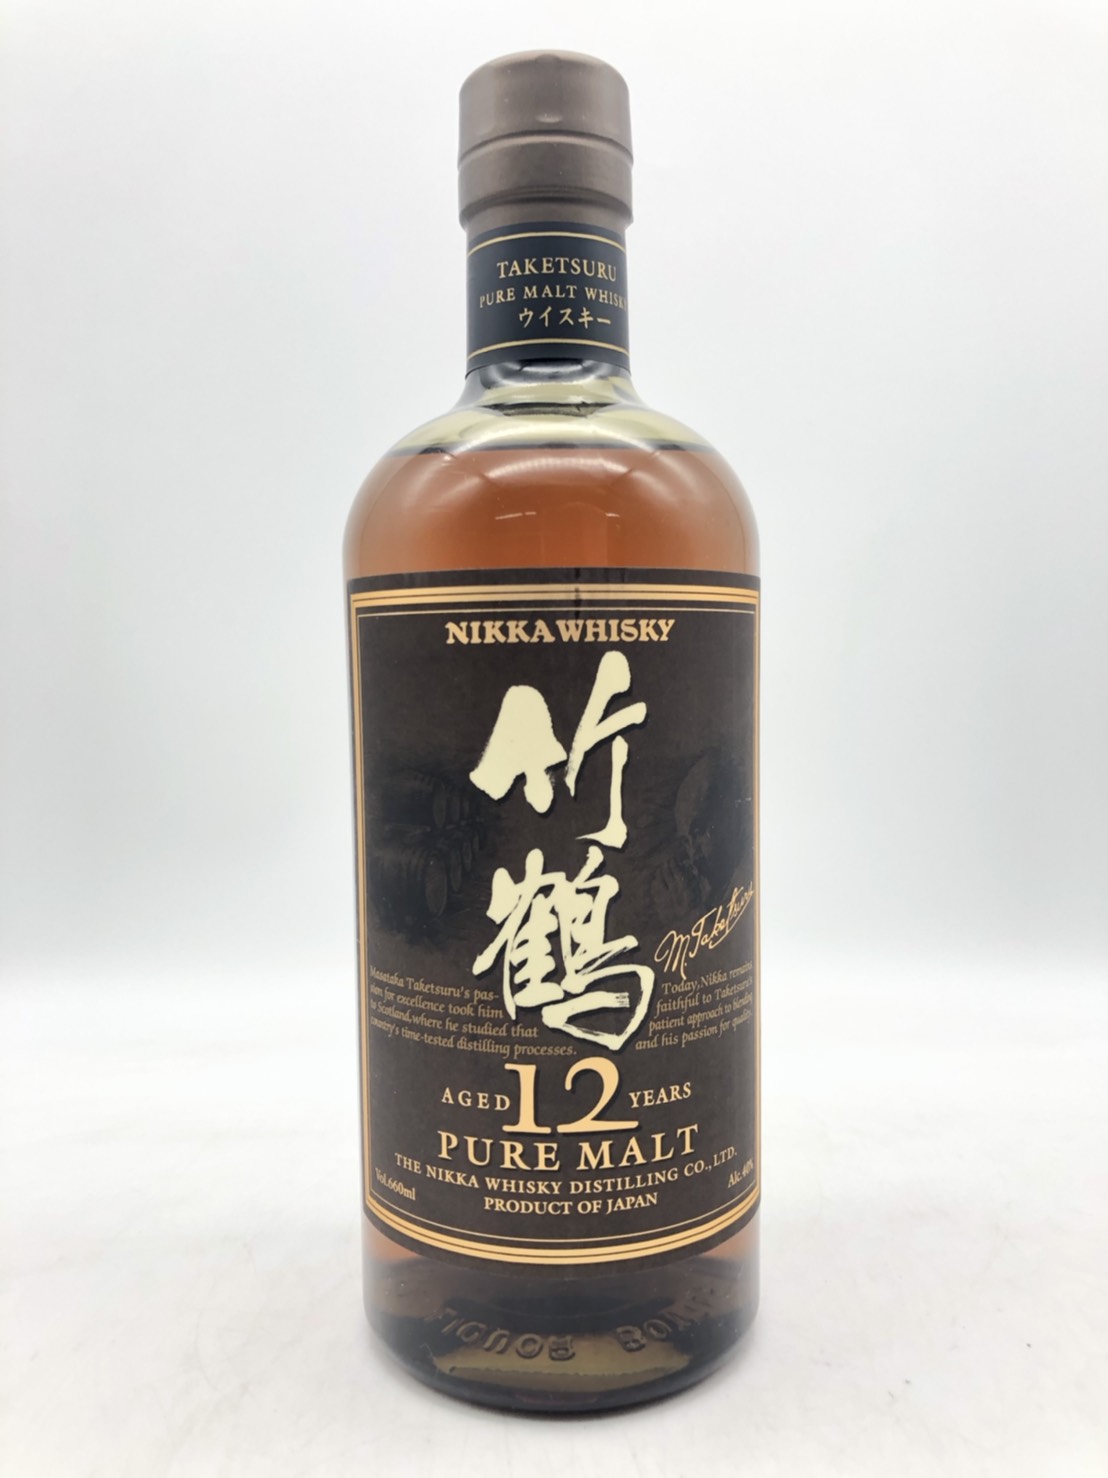 TAKETSURU
PURE MALT WHISKY
ウイスキー
NIKKA WHISKY
竹鶴
M. Taketsuru
Masataka Taketsuru's pas-
sion for excellence took him
to Scotland, where he studied that
country's time-tested distilling processes.
Today, Nikka remains
faithful to Taketsuru's
patient approach to blending
and his passion for quality.
AGED 12 YEARS
PURE MALT
THE NIKKA WHISKY DISTILLING CO., LTD.
Vol.660ml
Alc.40%
PRODUCT OF JAPAN